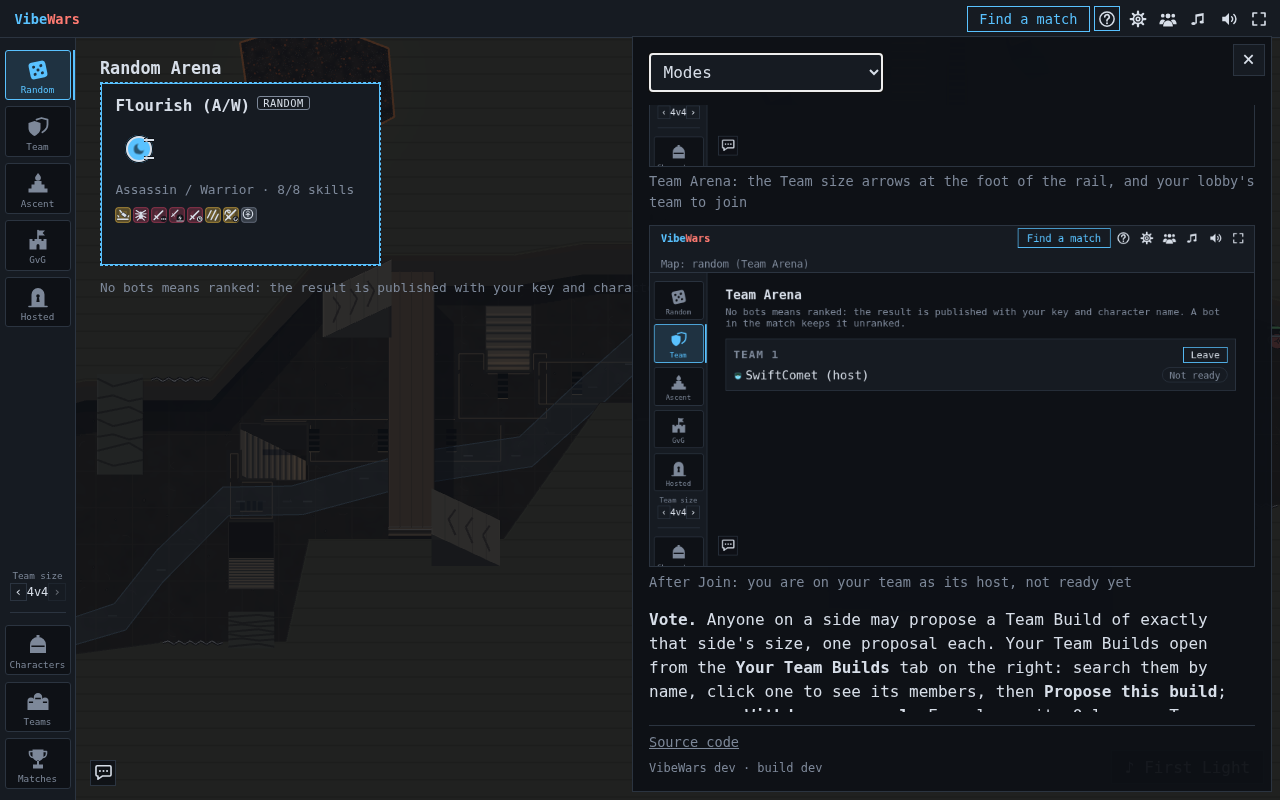 VibeWars
Find a match
Random
Team
Ascent
GvG
Hosted
Team size
‹ 4v4 ›
Characters
Teams
Matches
Random Arena
Flourish (A/W) RANDOM
Assassin / Warrior · 8/8 skills
No bots means ranked: the result is published with your key and chara
Modes
‹ 4v4 ›
Team Arena: the Team size arrows at the foot of the rail, and your lobby's
team to join
VibeWars
Find a match
Map: random (Team Arena)
Random
Team
Ascent
GvG
Hosted
Team size
‹ 4v4 ›
Team Arena
No bots means ranked: the result is published with your key and character name. A bot
in the match keeps it unranked.
TEAM 1
Leave
SwiftComet (host)
Not ready
After Join: you are on your team as its host, not ready yet
Vote. Anyone on a side may propose a Team Build of exactly
that side's size, one proposal each. Your Team Builds open
from the Your Team Builds tab on the right: search them by
name, click one to see its members, then Propose this build;
Source code
VibeWars dev · build dev
♪ First Light